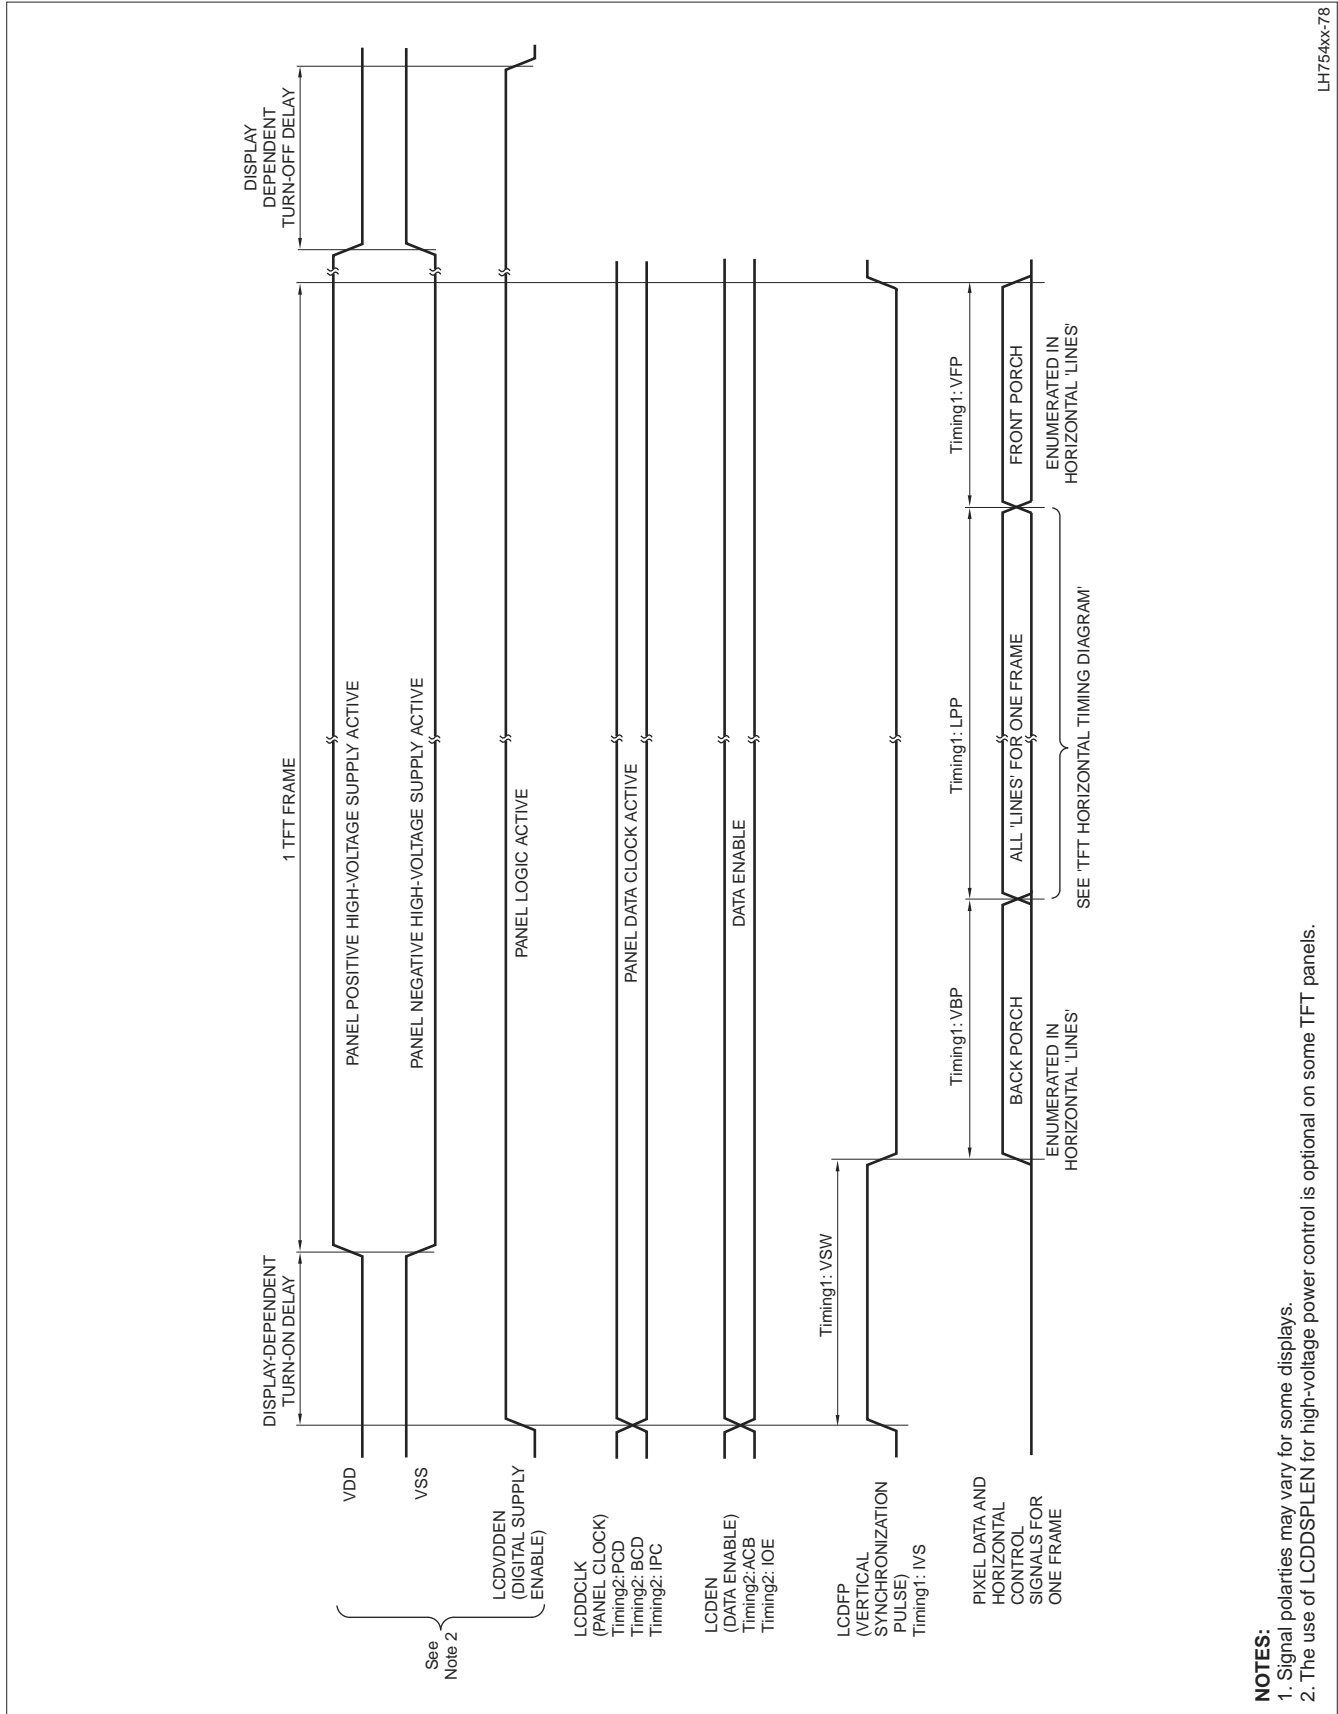 DISPLAY-DEPENDENT
TURN-ON DELAY
1 TFT FRAME
DISPLAY
DEPENDENT
TURN-OFF DELAY
VDD
PANEL POSITIVE HIGH-VOLTAGE SUPPLY ACTIVE
VSS
PANEL NEGATIVE HIGH-VOLTAGE SUPPLY ACTIVE
See
Note 2
LCDVDDEN
(DIGITAL SUPPLY
ENABLE)
PANEL LOGIC ACTIVE
LCDDCLK
(PANEL CLOCK)
Timing2:PCD
Timing2: BCD
Timing2: IPC
PANEL DATA CLOCK ACTIVE
LCDEN
(DATA ENABLE)
Timing2:ACB
Timing2: IOE
DATA ENABLE
Timing1: VSW
LCDFP
(VERTICAL
SYNCHRONIZATION
PULSE)
Timing1: IVS
Timing1: VBP
Timing1: LPP
Timing1: VFP
PIXEL DATA AND
HORIZONTAL
CONTROL
SIGNALS FOR
ONE FRAME
BACK PORCH
ALL 'LINES' FOR ONE FRAME
FRONT PORCH
ENUMERATED IN
HORIZONTAL 'LINES'
SEE 'TFT HORIZONTAL TIMING DIAGRAM'
ENUMERATED IN
HORIZONTAL 'LINES'
NOTES:
1. Signal polarties may vary for some displays.
2. The use of LCDDSPLEN for high-voltage power control is optional on some TFT panels.
LH754xx-78